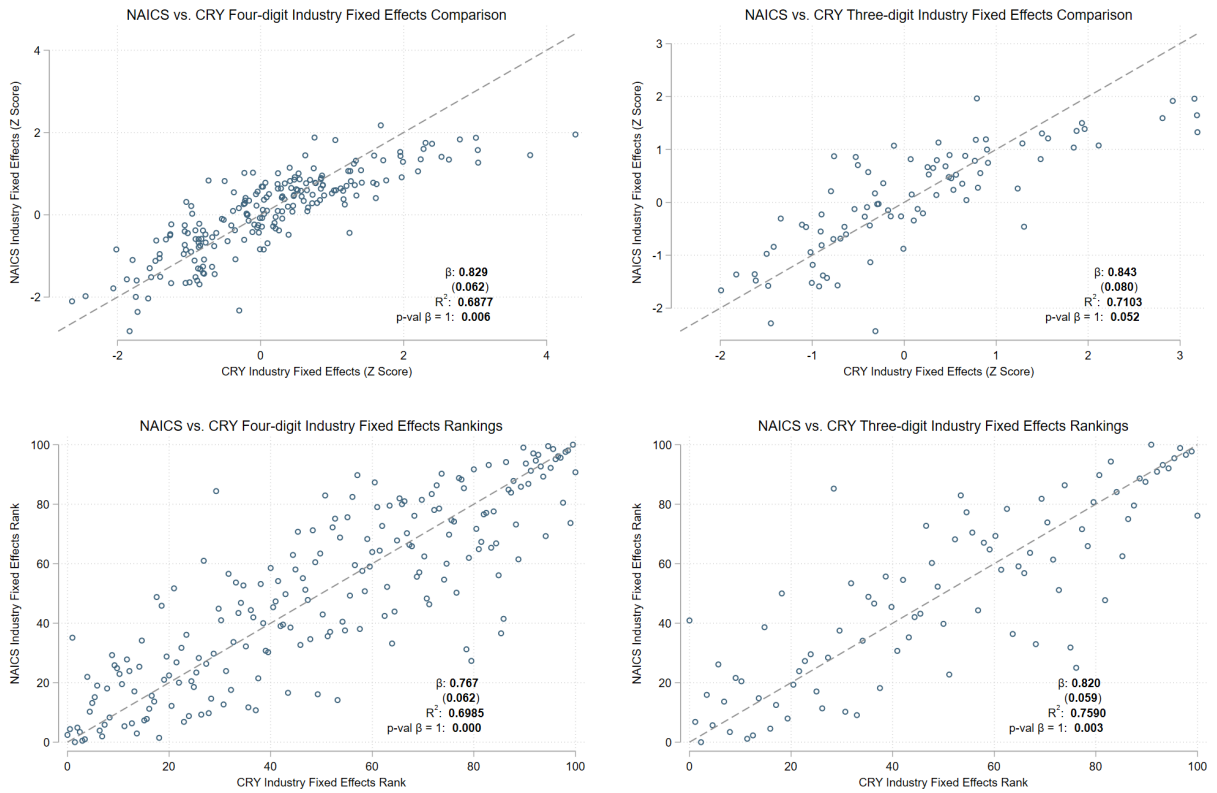 NAICS vs. CRY Four-digit Industry Fixed Effects Comparison
NAICS Industry Fixed Effects (Z Score)
4
2
0
-2
β: 0.829
(0.062)
R²: 0.6877
p-val β = 1: 0.006
-2
0
2
4
CRY Industry Fixed Effects (Z Score)
NAICS vs. CRY Three-digit Industry Fixed Effects Comparison
NAICS Industry Fixed Effects (Z Score)
3
2
1
0
-1
-2
β: 0.843
(0.080)
R²: 0.7103
p-val β = 1: 0.052
-2
-1
0
1
2
3
CRY Industry Fixed Effects (Z Score)
NAICS vs. CRY Four-digit Industry Fixed Effects Rankings
NAICS Industry Fixed Effects Rank
100
80
60
40
20
0
β: 0.767
(0.062)
R²: 0.6985
p-val β = 1: 0.000
0
20
40
60
80
100
CRY Industry Fixed Effects Rank
NAICS vs. CRY Three-digit Industry Fixed Effects Rankings
NAICS Industry Fixed Effects Rank
100
80
60
40
20
0
β: 0.820
(0.059)
R²: 0.7590
p-val β = 1: 0.003
0
20
40
60
80
100
CRY Industry Fixed Effects Rank